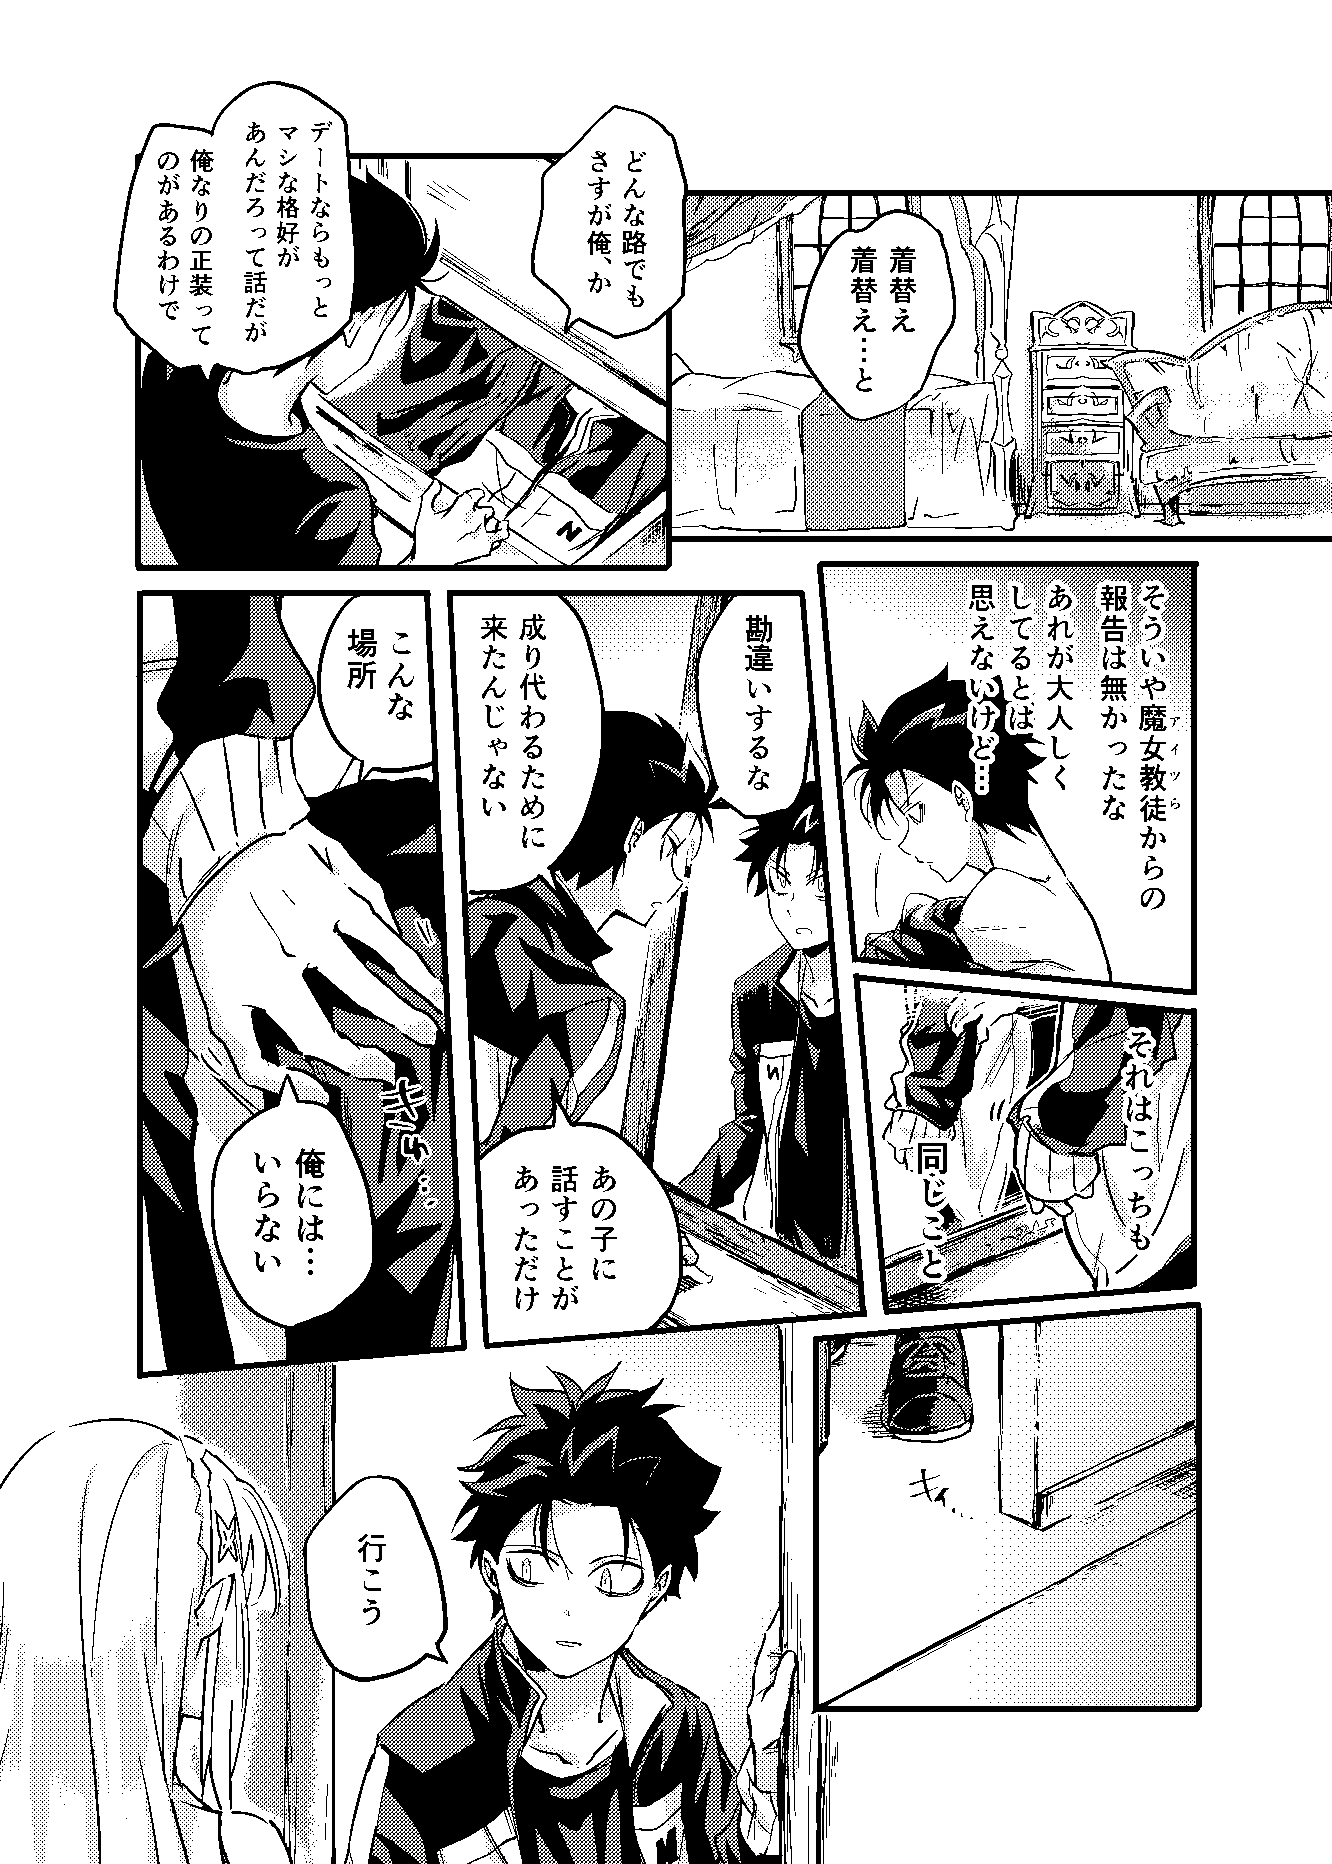 着替え
着替え…と
どんな路でも
さすが俺、か
デートならもっと
マシな格好が
あんだろって話だが
俺なりの正装って
のがあるわけで
そういや魔女教徒からの
アイツら
報告は無かったな
あれが大人しく
してるとは
思えないけど…
それはこっちも
同じこと
勘違いするな
成り代わるために
来たんじゃない
あの子に
話すことが
あっただけ
こんな
場所
きゅ…
俺には…
いらない
キィ…
行こう
N
N
N